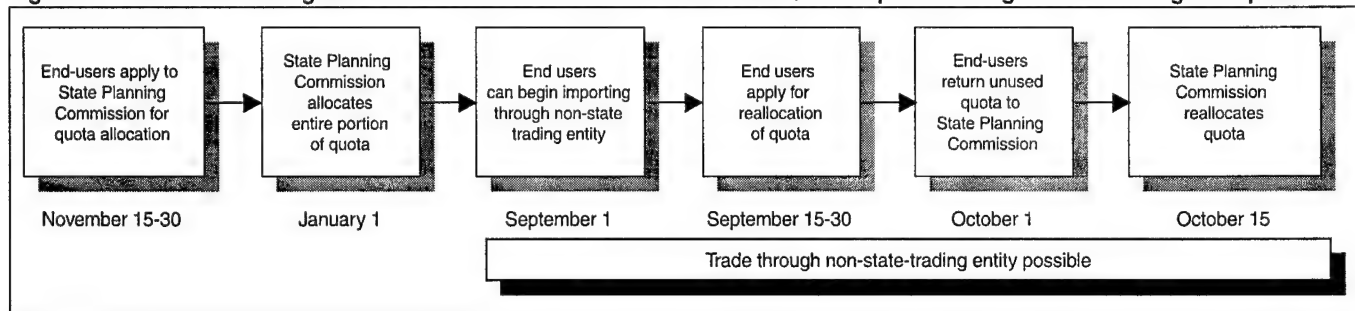 End-users apply to
State Planning
Commission for
quota allocation
State Planning
Commission
allocates
entire portion
of quota
End users
can begin importing
through non-state
trading entity
End users
apply for
reallocation
of quota
End-users
return unused
quota to
State Planning
Commission
State Planning
Commission
reallocates
quota
November 15-30
January 1
September 1
September 15-30
October 1
October 15
Trade through non-state-trading entity possible